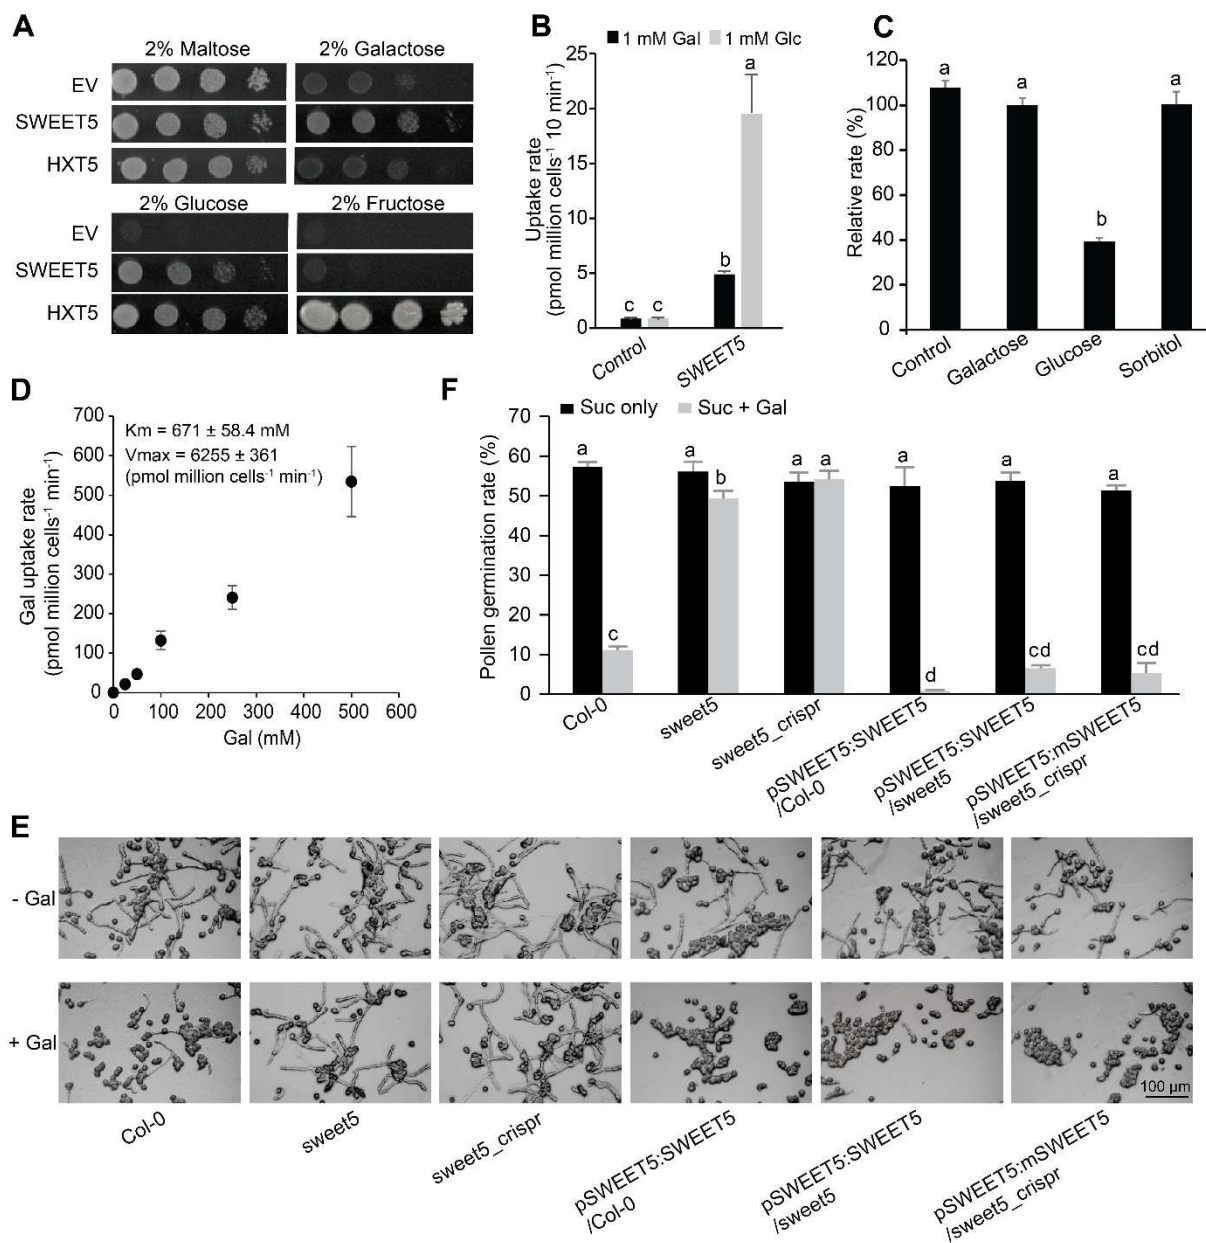 A
2% Maltose
2% Galactose
EV
SWEET5
HXT5
2% Glucose
2% Fructose
EV
SWEET5
HXT5
B
1 mM Gal
1 mM Glc
Uptake rate
(pmol million cells⁻¹ 10 min⁻¹)
25
20
15
10
5
0
c
c
b
a
Control
SWEET5
C
Relative rate (%)
120
100
80
60
40
20
0
a
a
b
a
Control
Galactose
Glucose
Sorbitol
D
Gal uptake rate
(pmol million cells⁻¹ min⁻¹)
700
600
500
400
300
200
100
0
Km = 671 ± 58.4 mM
Vmax = 6255 ± 361
(pmol million cells⁻¹ min⁻¹)
0
100
200
300
400
500
600
Gal (mM)
F
Suc only
Suc + Gal
Pollen germination rate (%)
70
60
50
40
30
20
10
0
a
c
a
b
a
a
a
d
a
cd
a
cd
Col-0
sweet5
sweet5_crispr
pSWEET5:SWEET5
/Col-0
pSWEET5:SWEET5
/sweet5
pSWEET5:mSWEET5
/sweet5_crispr
E
- Gal
+ Gal
100 µm
Col-0
sweet5
sweet5_crispr
pSWEET5:SWEET5
/Col-0
pSWEET5:SWEET5
/sweet5
pSWEET5:mSWEET5
/sweet5_crispr